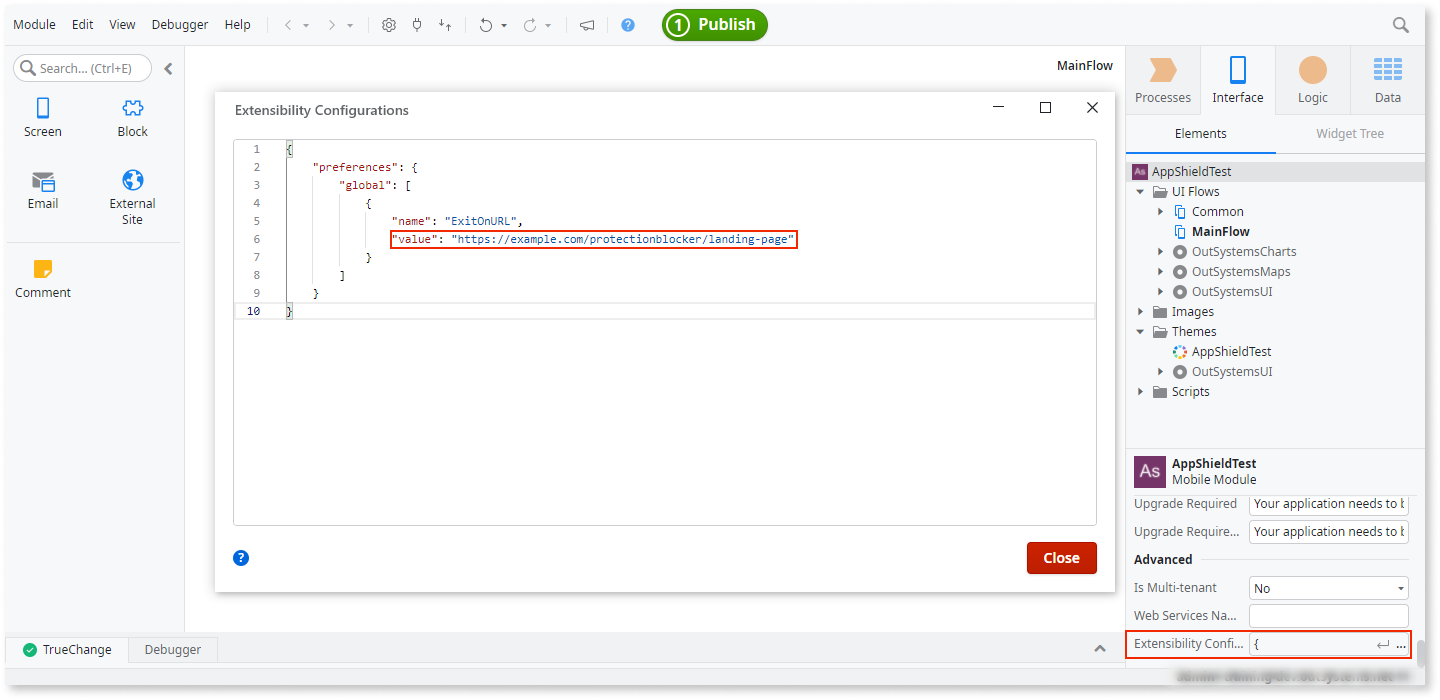 Module Edit View Debugger Help
1 Publish
Search... (Ctrl+E)
Screen Block
Email External Site
Comment
MainFlow
Extensibility Configurations
1 {
2 "preferences": {
3 "global": [
4 {
5 "name": "ExitOnURL",
6 "value": "https://example.com/protectionblocker/landing-page"
7 }
8 ]
9 }
10 }
Close
Processes Interface Logic Data
Elements Widget Tree
As AppShieldTest
UI Flows
Common
MainFlow
OutSystemsCharts
OutSystemsMaps
OutSystemsUI
Images
Themes
AppShieldTest
OutSystemsUI
Scripts
As AppShieldTest
Mobile Module
Upgrade Required Your application needs to b
Upgrade Require... Your application needs to b
Advanced
Is Multi-tenant No
Web Services Na...
Extensibility Confi... { ...
TrueChange Debugger